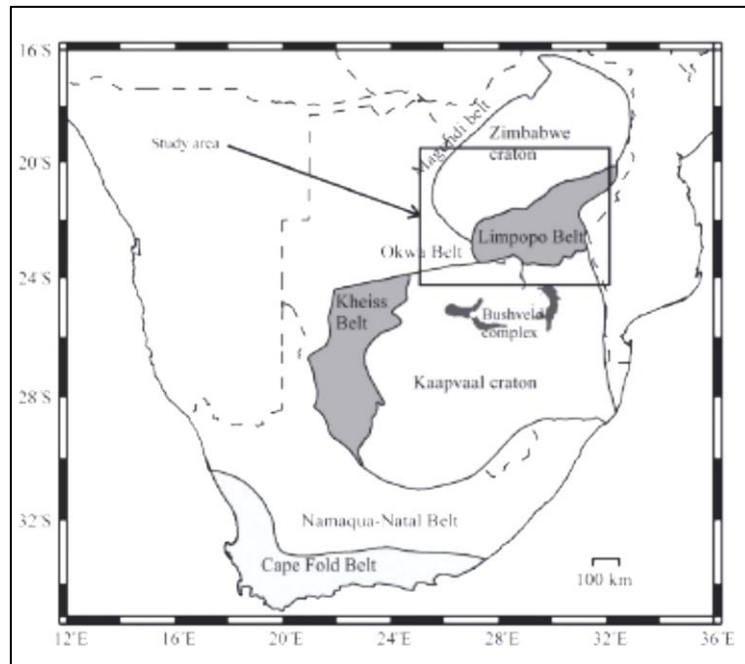 16°S
20°S
24°S
28°S
32°S
Study area
Magondi belt
Zimbabwe
craton
Limpopo Belt
Okwa Belt
Kheiss
Belt
Bushveld
complex
Kaapvaal craton
Namaqua-Natal Belt
Cape Fold Belt
100 km
12°E
16°E
20°E
24°E
28°E
32°E
36°E